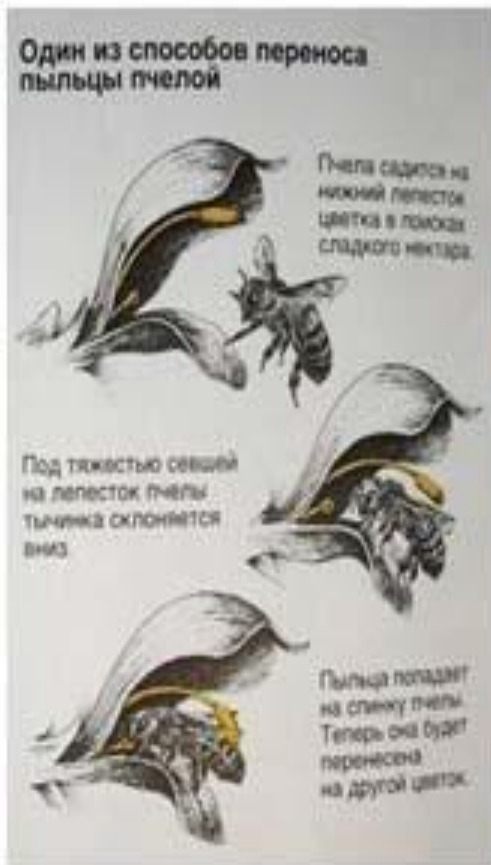 Один из способов переноса
пыльцы пчелой
Пчела садится на
нижний лепесток
цветка в поисках
сладкого нектара.
Под тяжестью севшей
на лепесток пчелы
тычинка склоняется
вниз.
Пыльца попадает
на спинку пчелы.
Теперь она будет
перенесена
на другой цветок.